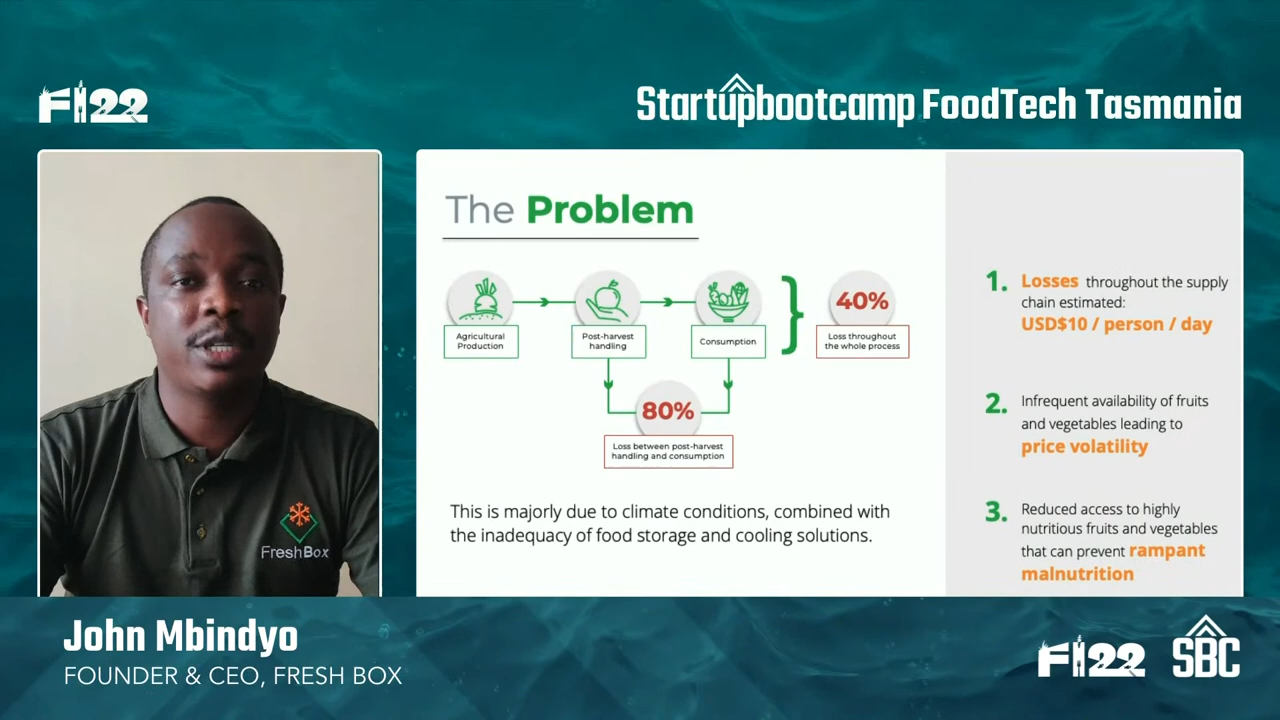 FI22
Startupbootcamp FoodTech Tasmania
The Problem
Agricultural
Production
Post-harvest
handling
Consumption
40%
Loss throughout
the whole process
80%
Loss between post-harvest
handling and consumption
This is majorly due to climate conditions, combined with
the inadequacy of food storage and cooling solutions.
1. Losses throughout the supply
chain estimated:
USD$10 / person / day
2. Infrequent availability of fruits
and vegetables leading to
price volatility
3. Reduced access to highly
nutritious fruits and vegetables
that can prevent rampant
malnutrition
FreshBox
John Mbindyo
FOUNDER & CEO, FRESH BOX
FI22
SBC